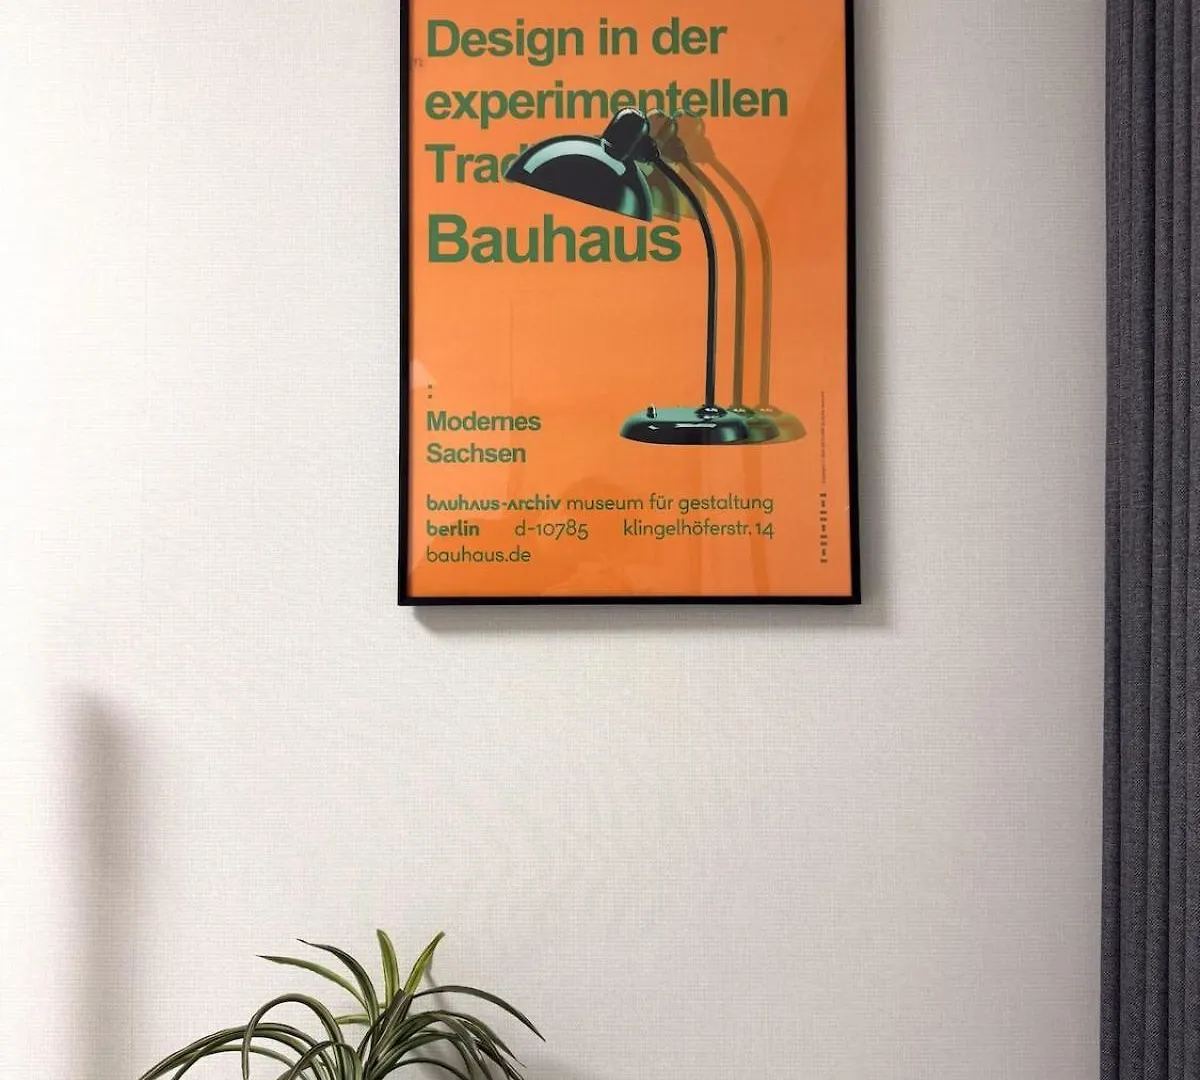 Design in der
experimentellen
Trad
Bauhaus
Modernes
Sachsen
bauhaus-archiv museum für gestaltung
berlin d-10785 klingelhöferstr. 14
bauhaus.de